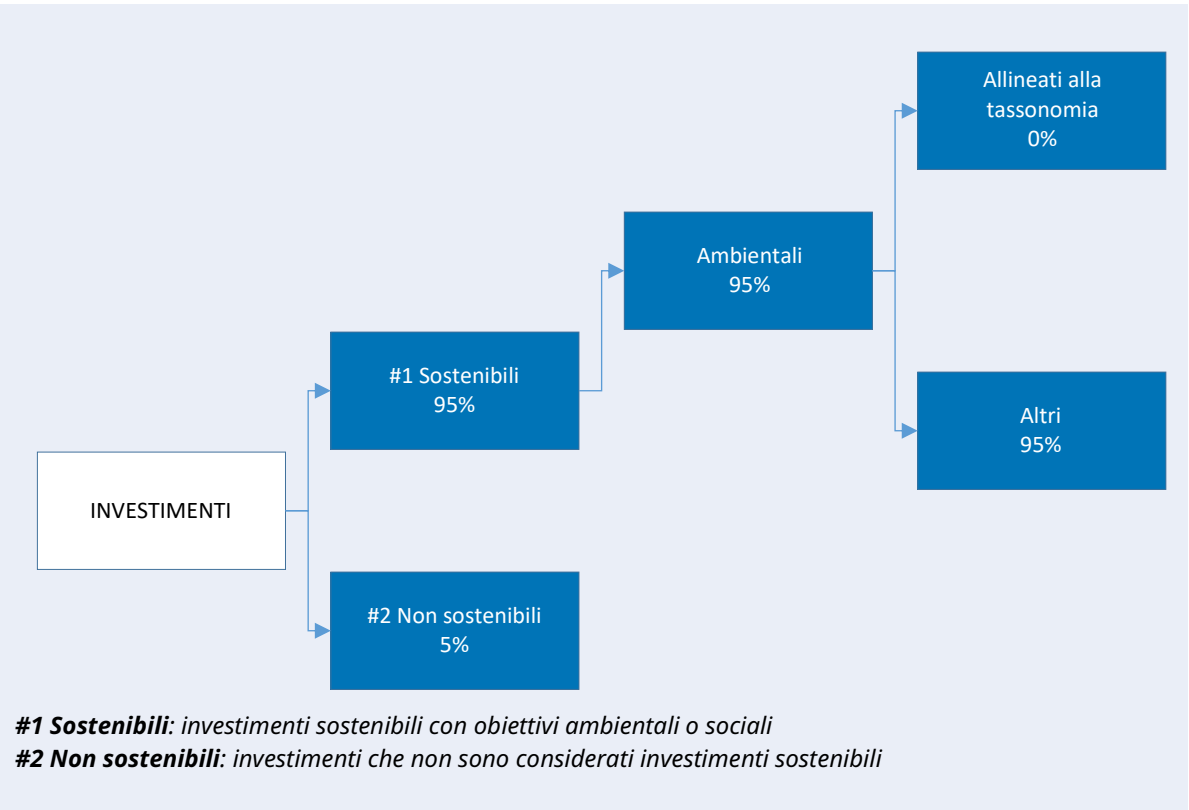 Allineati alla
tassonomia
0%
Ambientali
95%
#1 Sostenibili
95%
Altri
95%
INVESTIMENTI
#2 Non sostenibili
5%
#1 Sostenibili: investimenti sostenibili con obiettivi ambientali o sociali
#2 Non sostenibili: investimenti che non sono considerati investimenti sostenibili